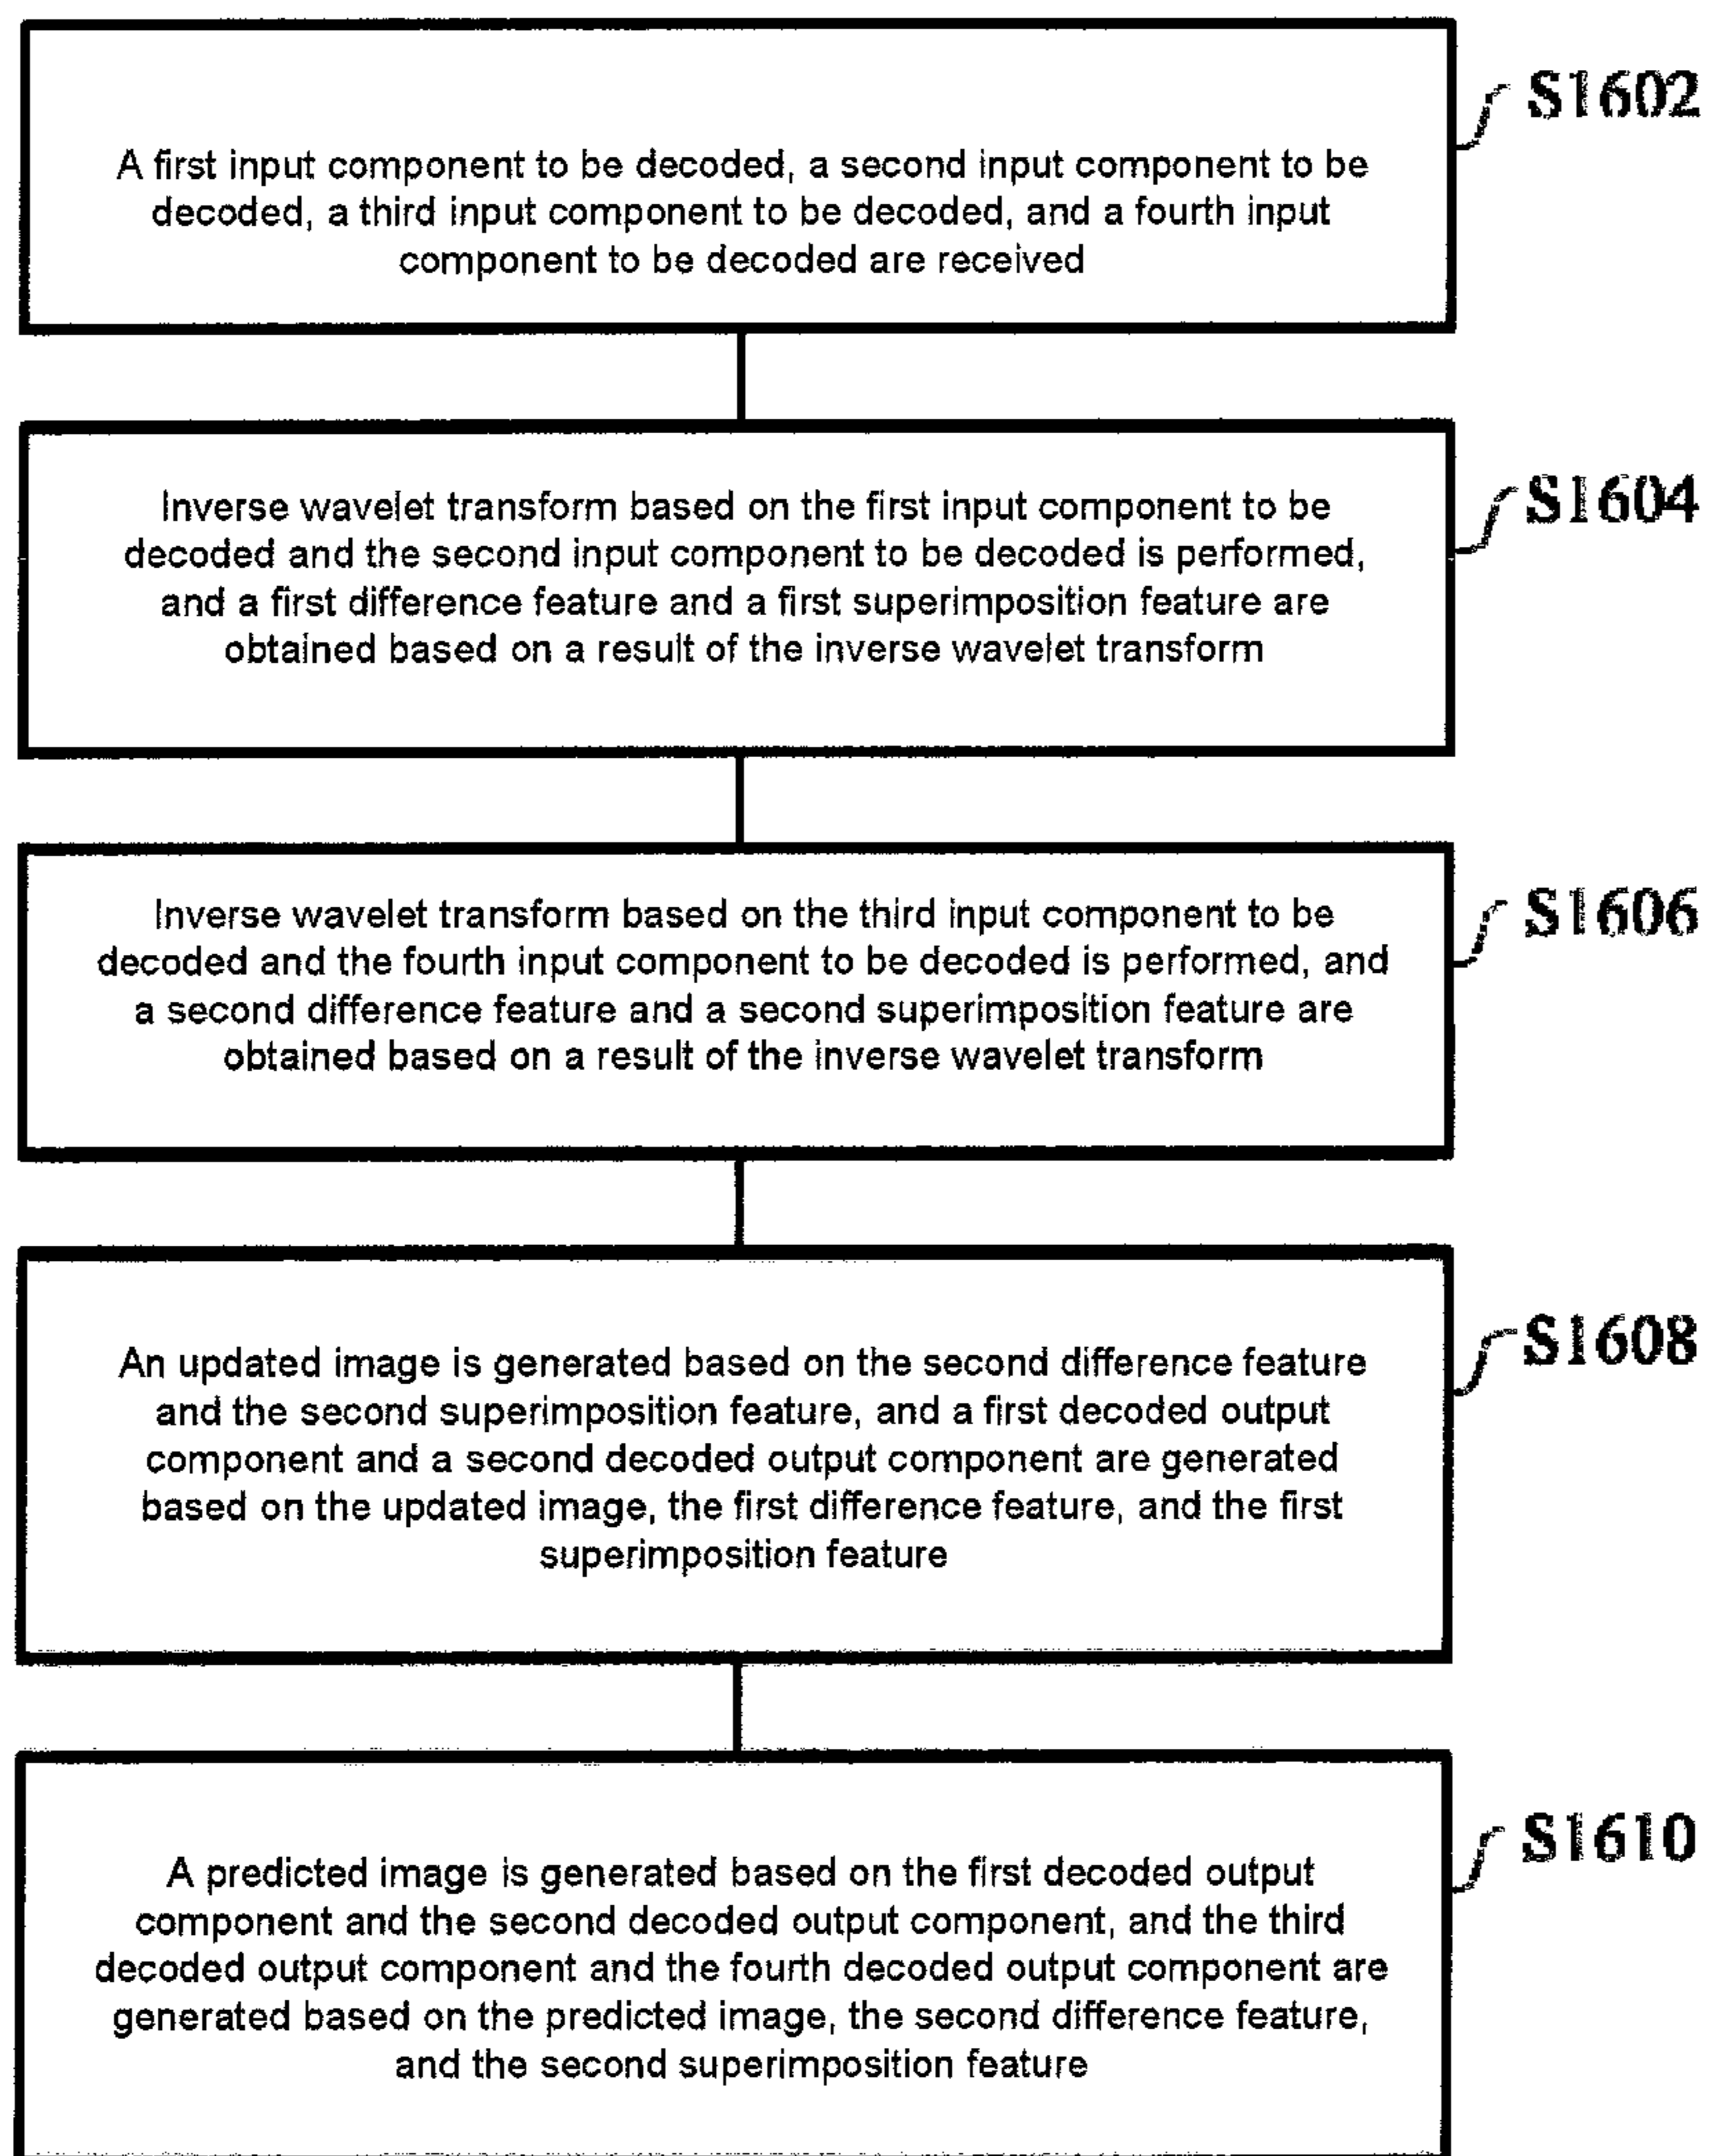 S1602
A first input component to be decoded, a second input component to be
decoded, a third input component to be decoded, and a fourth input
component to be decoded are received
S1604
Inverse wavelet transform based on the first input component to be
decoded and the second input component to be decoded is performed,
and a first difference feature and a first superimposition feature are
obtained based on a result of the inverse wavelet transform
S1606
Inverse wavelet transform based on the third input component to be
decoded and the fourth input component to be decoded is performed, and
a second difference feature and a second superimposition feature are
obtained based on a result of the inverse wavelet transform
S1608
An updated image is generated based on the second difference feature
and the second superimposition feature, and a first decoded output
component and a second decoded output component are generated
based on the updated image, the first difference feature, and the first
superimposition feature
S1610
A predicted image is generated based on the first decoded output
component and the second decoded output component, and the third
decoded output component and the fourth decoded output component are
generated based on the predicted image, the second difference feature,
and the second superimposition feature